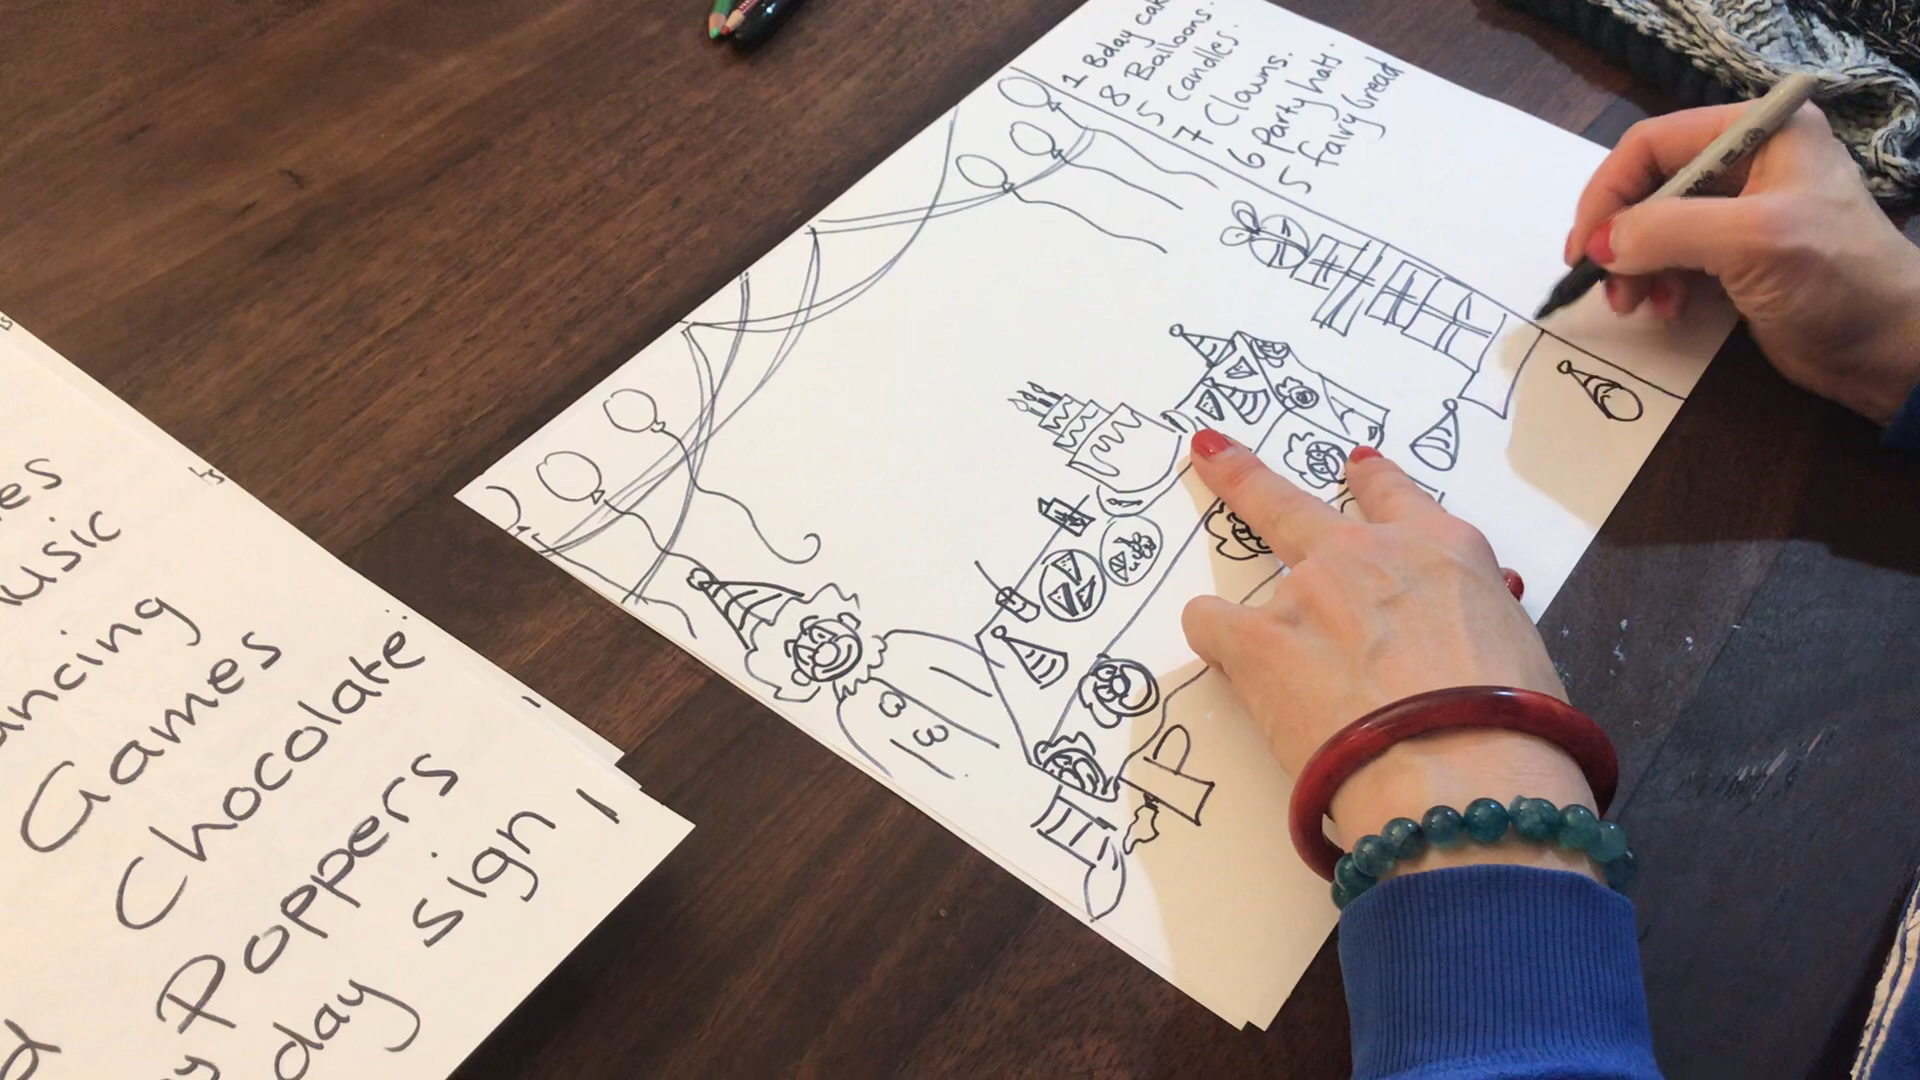 1 Bday cak
8 Balloons.
5 candles.
7 Clowns.
6 Party hats.
5 fairy bread
es
usic
ancing
Games
Chocolate
Poppers
y
day sign 1